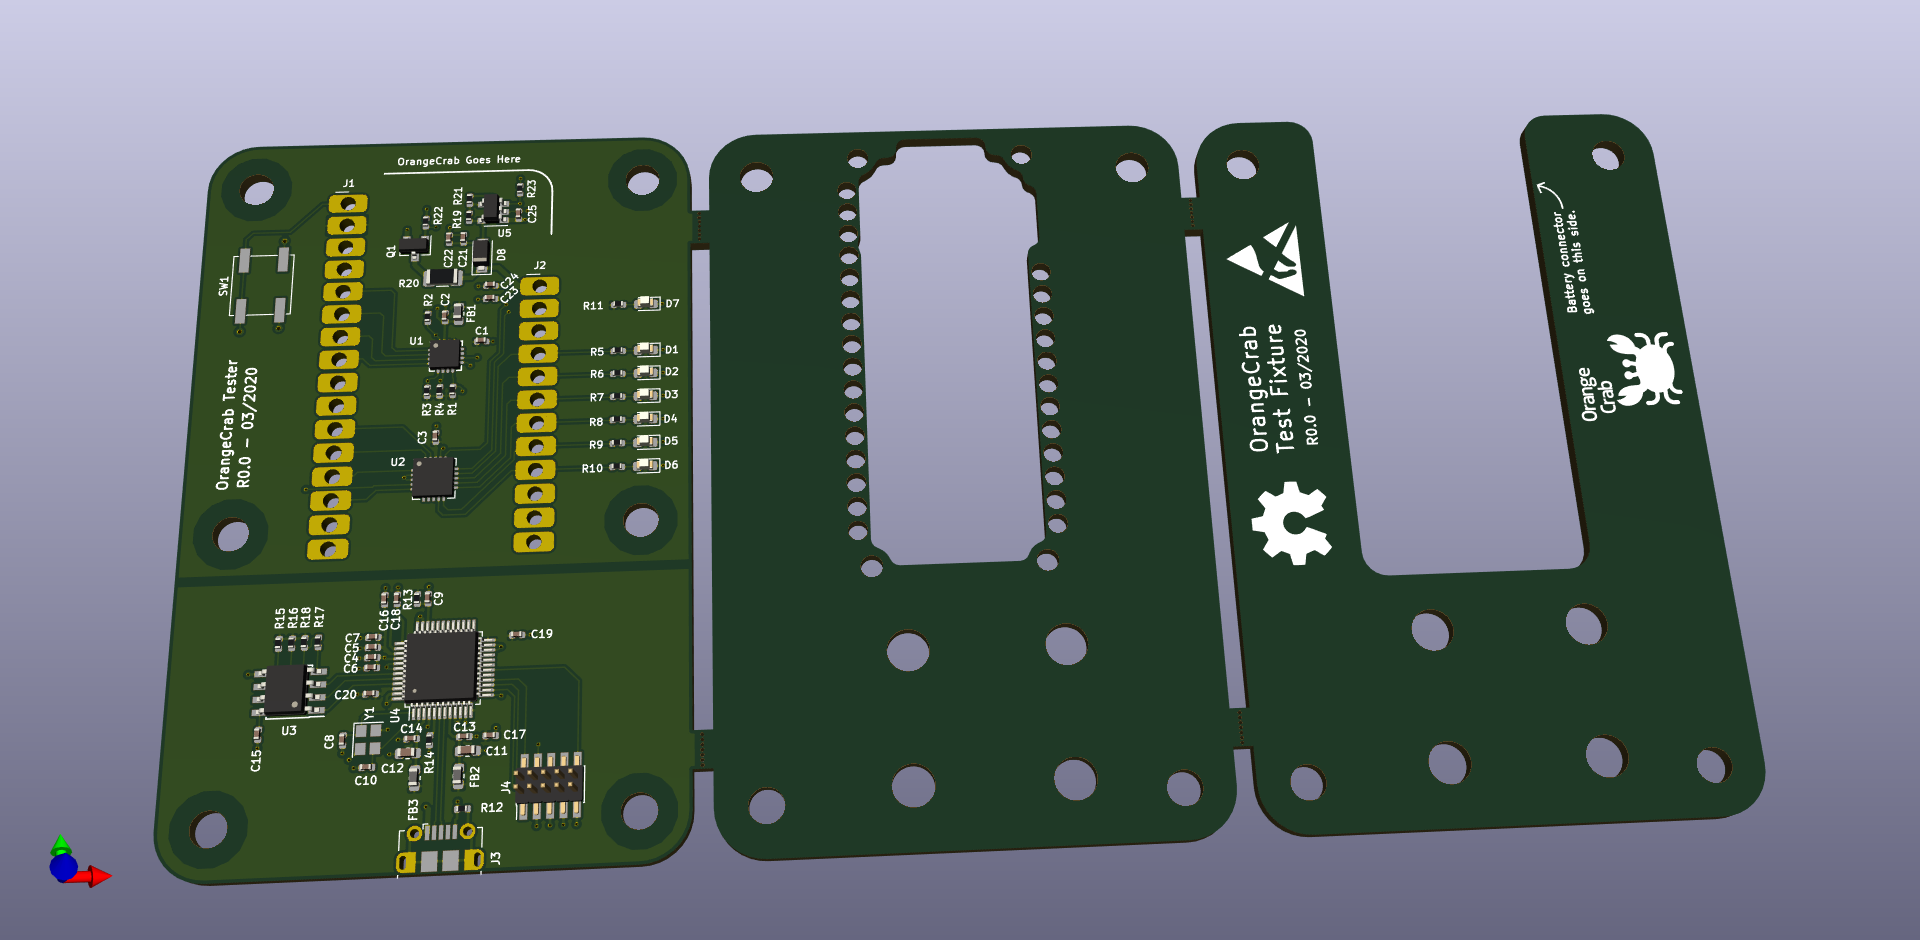 OrangeCrab Goes Here
J1
R21
R23
R22
R19
C25
U5
Q1
C22
C21
D8
SW1
R20
C24
C23
J2
R2
C2
FB1
R11
D7
C1
U1
R5
D1
R6
D2
R7
D3
R3
R4
R1
R8
D4
C3
R9
D5
U2
R10
D6
OrangeCrab Tester
R0.0 - 03/2020
R15
R16
R18
R17
C16
C18
R13
C9
C7
C5
C4
C6
C19
C20
U3
Y1
U4
C14
C13
C17
C8
C15
C10
C12
R14
C11
FB2
FB3
J4
R12
J3
OrangeCrab
Test Fixture
R0.0 - 03/2020
Battery connector
goes on this side.
Orange
Crab